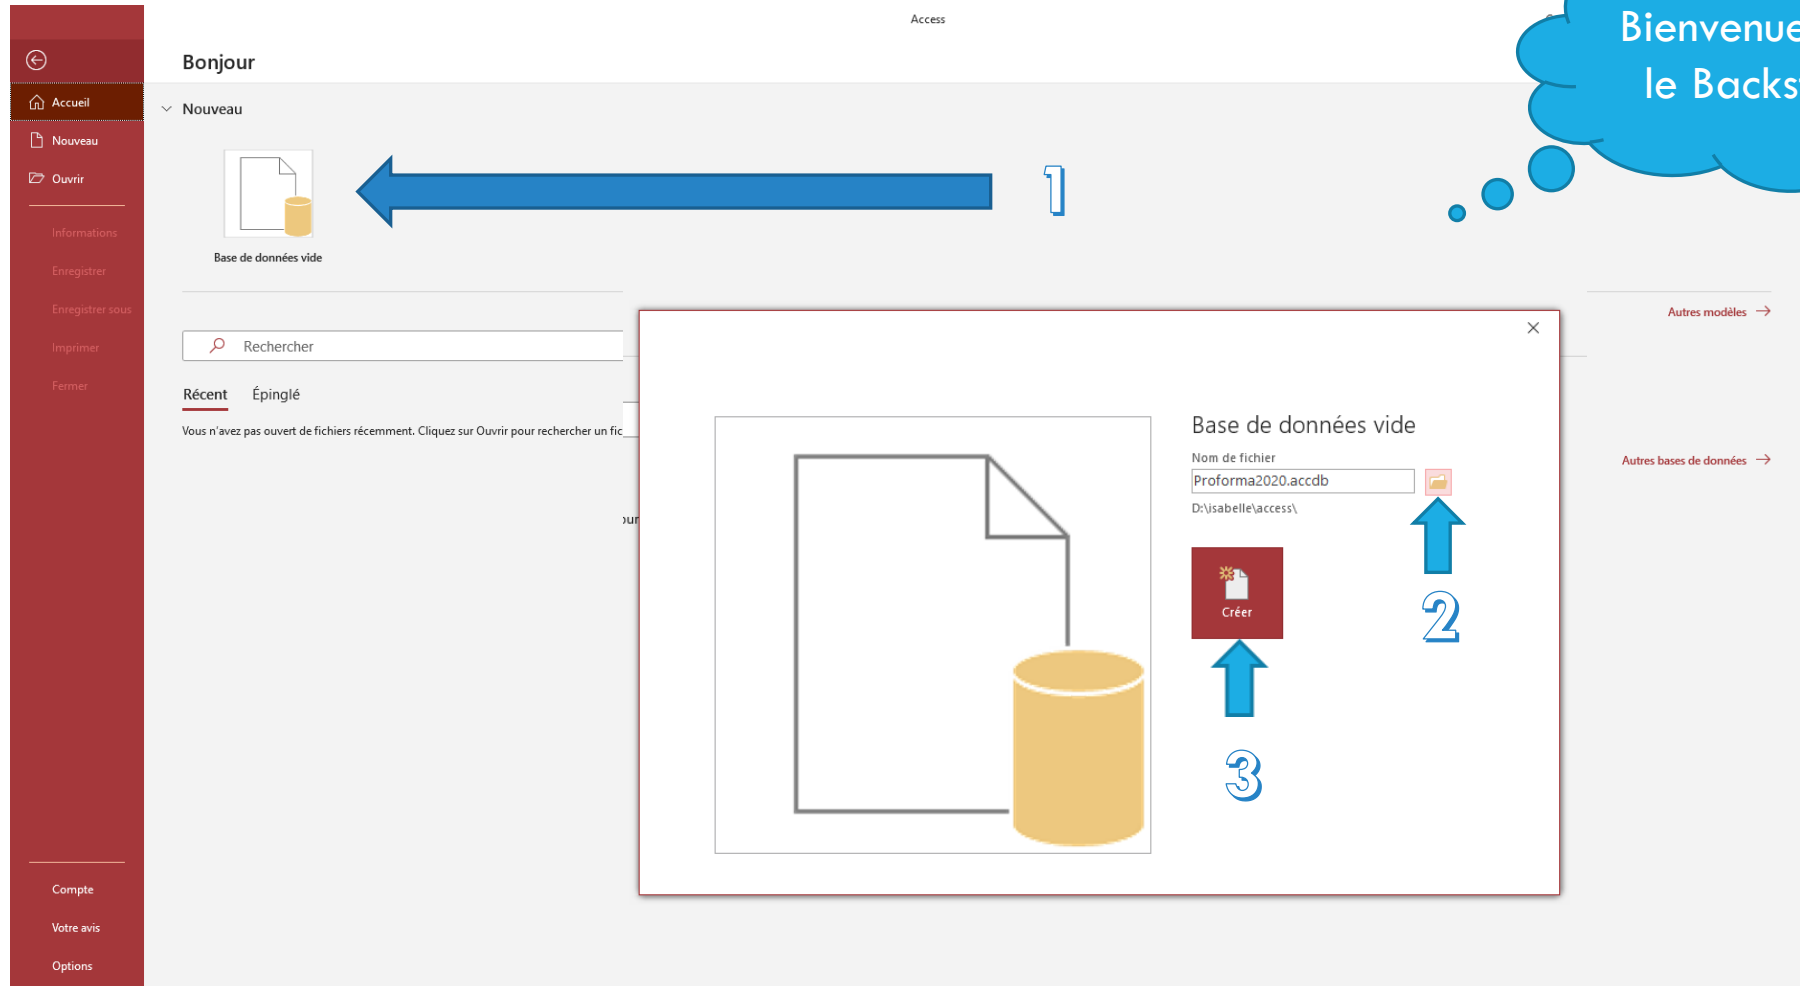 Access
Bienvenue
le Backs
Bonjour
Accueil
Nouveau
Ouvrir
Informations
Enregistrer
Enregistrer sous
Imprimer
Fermer
Compte
Votre avis
Options
Nouveau
1
Base de données vide
Autres modèles
Rechercher
Récent Épinglé
Vous n'avez pas ouvert de fichiers récemment. Cliquez sur Ouvrir pour rechercher un fic
Autres bases de données
Base de données vide
Nom de fichier
Proforma2020.accdb
D:\isabelle\access\
Créer
2
3